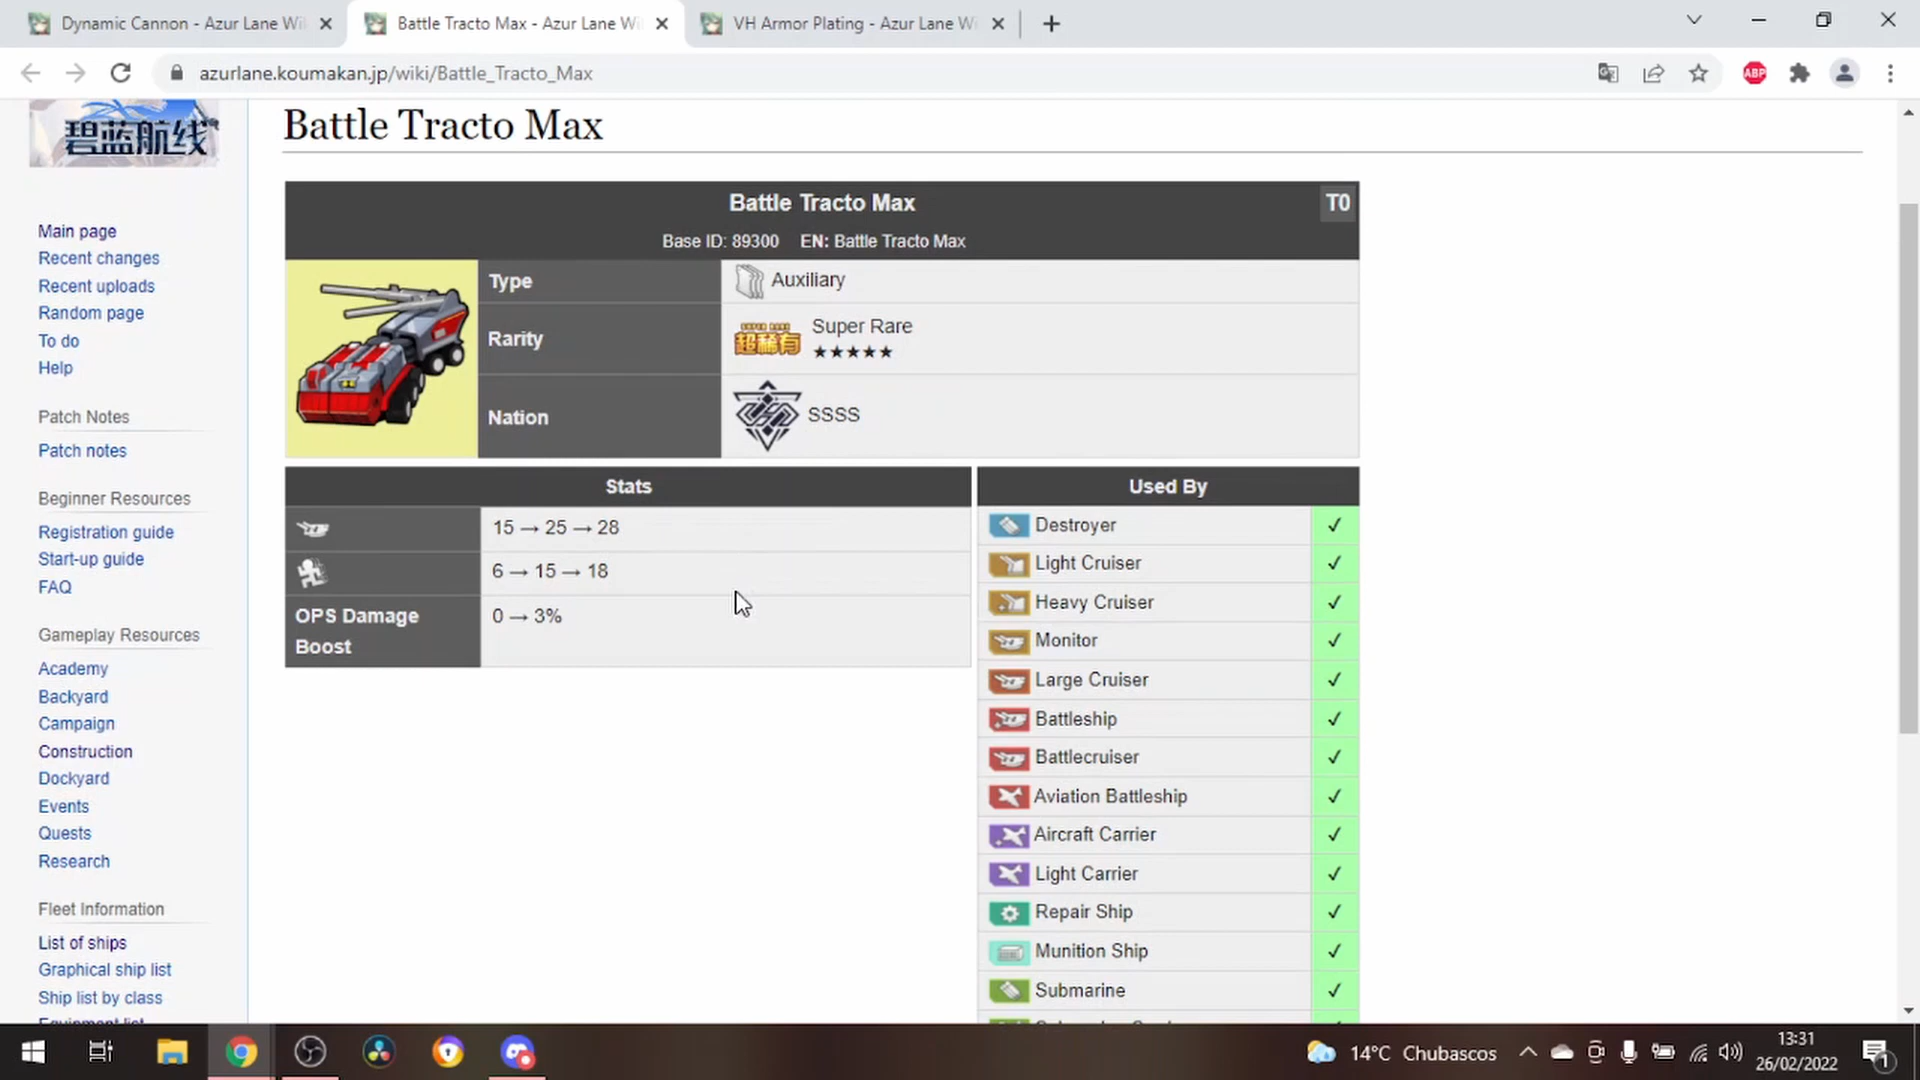 Dynamic Cannon - Azur Lane Wi
Battle Tracto Max - Azur Lane Wi
VH Armor Plating - Azur Lane Wi
azurlane.koumakan.jp/wiki/Battle_Tracto_Max
ABP
碧蓝航线
Battle Tracto Max
Battle Tracto Max
T0
Base ID: 89300 EN: Battle Tracto Max
Type
Auxiliary
Rarity
SUPER RARE
超稀有
Super Rare
★★★★★
Nation
SSSS
Stats
15 → 25 → 28
6 → 15 → 18
OPS Damage
Boost
0 → 3%
Used By
Destroyer ✓
Light Cruiser ✓
Heavy Cruiser ✓
Monitor ✓
Large Cruiser ✓
Battleship ✓
Battlecruiser ✓
Aviation Battleship ✓
Aircraft Carrier ✓
Light Carrier ✓
Repair Ship ✓
Munition Ship ✓
Submarine ✓
Main page
Recent changes
Recent uploads
Random page
To do
Help
Patch Notes
Patch notes
Beginner Resources
Registration guide
Start-up guide
FAQ
Gameplay Resources
Academy
Backyard
Campaign
Construction
Dockyard
Events
Quests
Research
Fleet Information
List of ships
Graphical ship list
Ship list by class
Equipment list
14°C Chubascos
13:31
26/02/2022
1